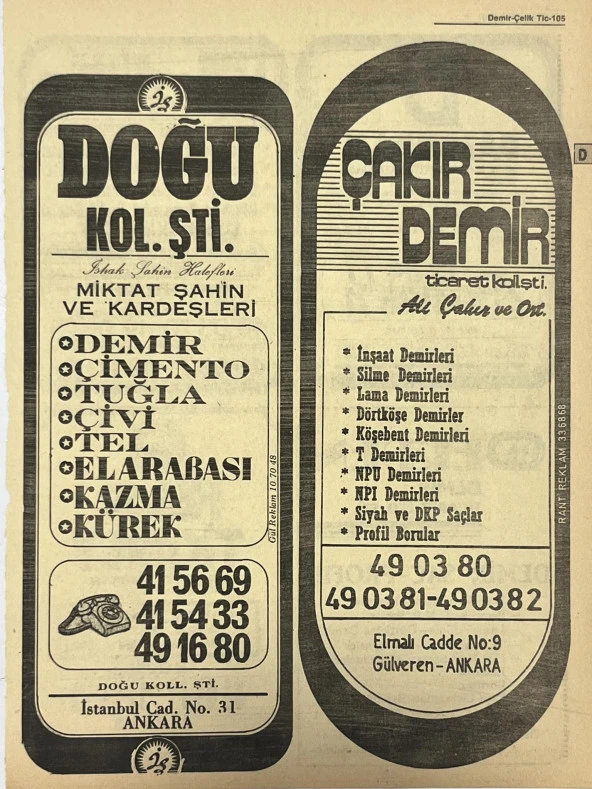 Demir-Çelik Tic-105
D
İŞ
DOĞU
KOL. ŞTİ.
İshak Şahin Halefleri
MİKTAT ŞAHİN
VE KARDEŞLERİ
DEMİR
ÇİMENTO
TUĞLA
ÇİVİ
TEL
ELARABASI
KAZMA
KÜREK
Gül Reklam 10 70 48
41 56 69
41 54 33
49 16 80
DOĞU KOLL. ŞTİ.
İstanbul Cad. No. 31
ANKARA
İŞ
ÇAKIR
DEMİR
ticaret koll.şti.
Ali Çakır ve Ort.
* İnşaat Demirleri
* Silme Demirleri
* Lama Demirleri
* Dörtköşe Demirler
* Köşebent Demirleri
* T Demirleri
* NPU Demirleri
* NPI Demirleri
* Siyah ve DKP Saçlar
* Profil Borular
49 03 80
49 03 81-49 03 82
Elmalı Cadde No:9
Gülveren-ANKARA
RANT REKLAM 33 68 68